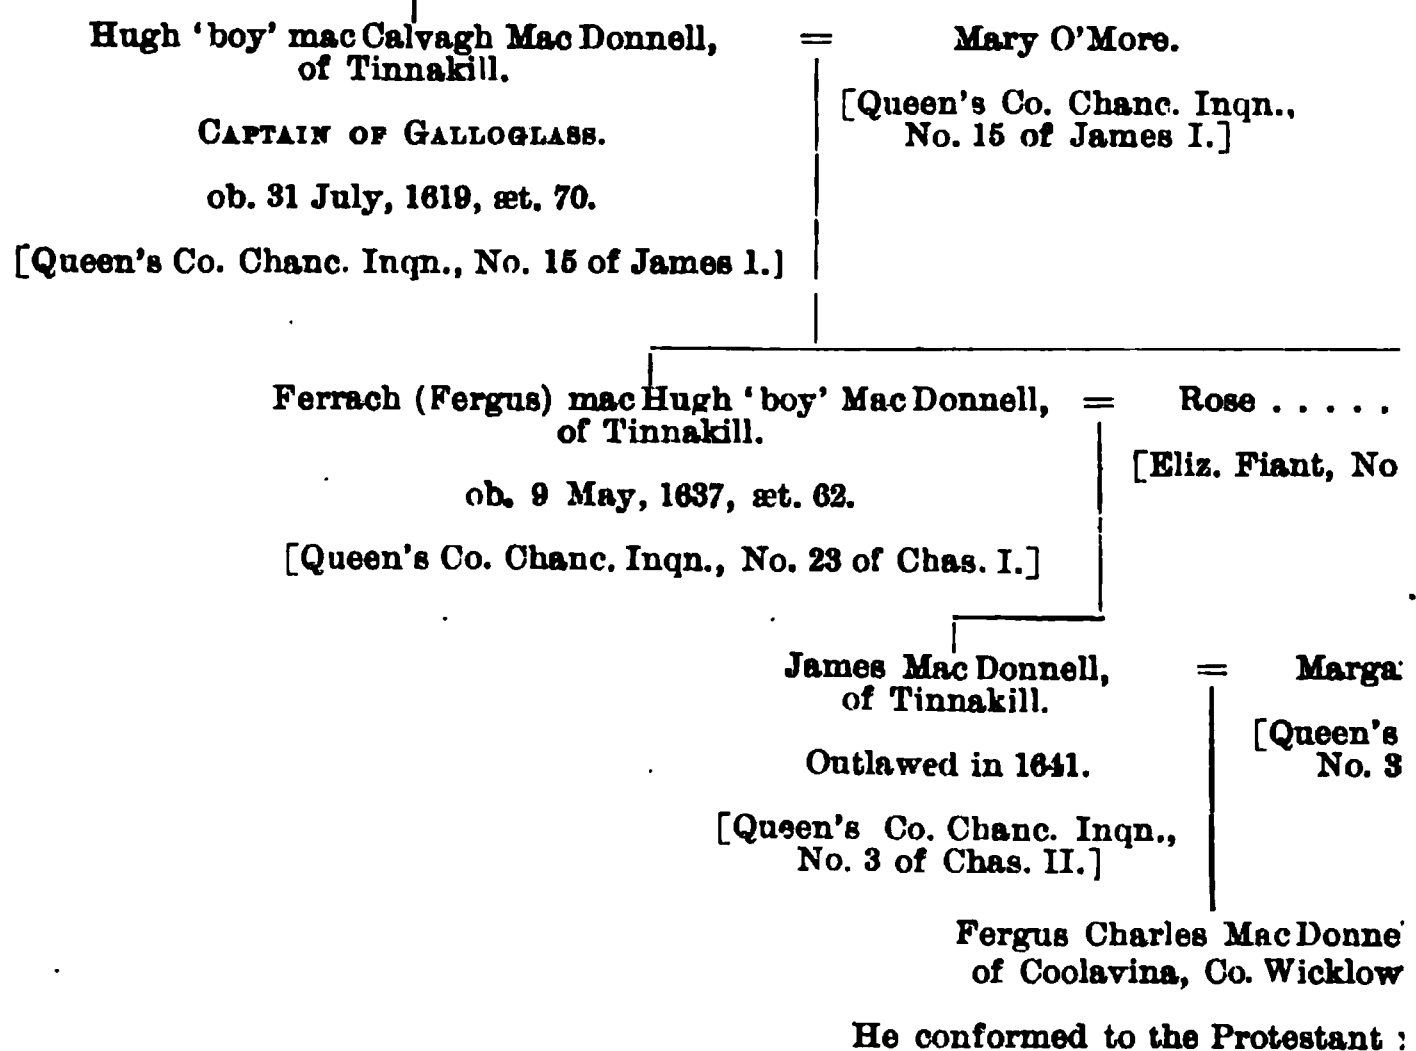 Hugh ‘boy’ mac Calvagh Mac Donnell, = Mary O’More.
of Tinnakill.
[Queen’s Co. Chanc. Inqn.,
No. 15 of James I.]
CAPTAIN OF GALLOGLASS.
ob. 31 July, 1619, æt. 70.
[Queen’s Co. Chanc. Inqn., No. 15 of James I.]
Ferrach (Fergus) mac Hugh ‘boy’ Mac Donnell, = Rose . . . . .
of Tinnakill.
[Eliz. Fiant, No
ob. 9 May, 1637, æt. 62.
[Queen’s Co. Chanc. Inqn., No. 23 of Chas. I.]
James Mac Donnell, =
of Tinnakill.
[Queen’s
No. 3
Outlawed in 1641.
[Queen’s Co. Chanc. Inqn.,
No. 3 of Chas. II.]
Fergus Charles
of Coolavina, Co. Wicklow
He conformed to the Protestant